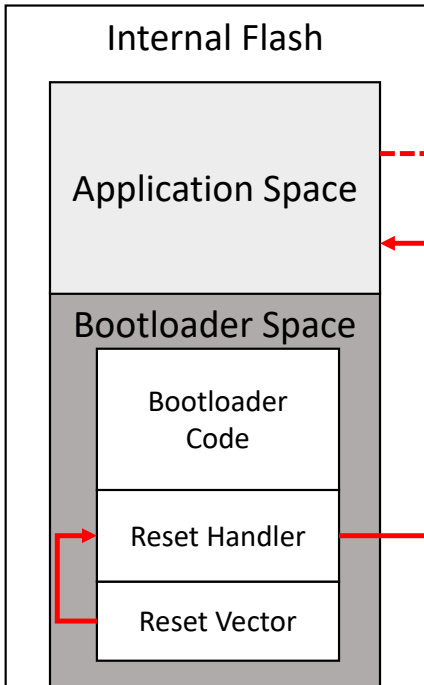 Internal Flash
Application Space
Bootloader Space
Bootloader
Code
Reset Handler
Reset Vector